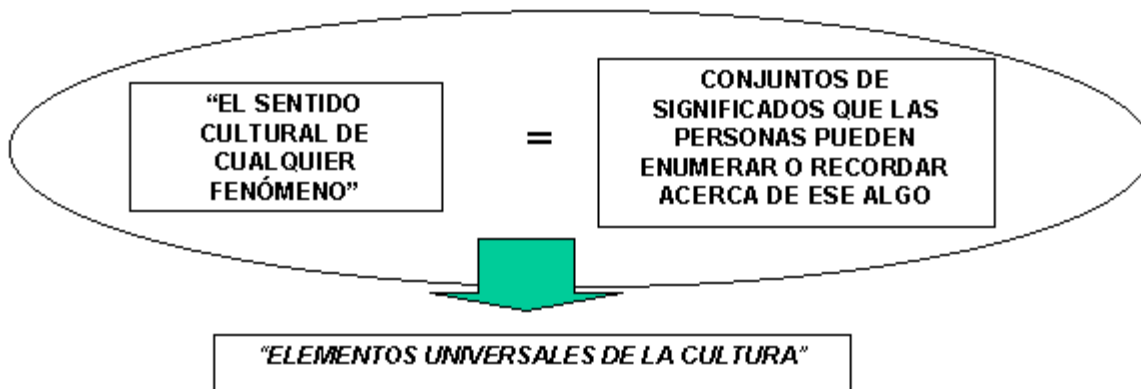 “EL SENTIDO
CULTURAL DE
CUALQUIER
FENÓMENO”
=
CONJUNTOS DE
SIGNIFICADOS QUE LAS
PERSONAS PUEDEN
ENUMERAR O RECORDAR
ACERCA DE ESE ALGO
“ELEMENTOS UNIVERSALES DE LA CULTURA”